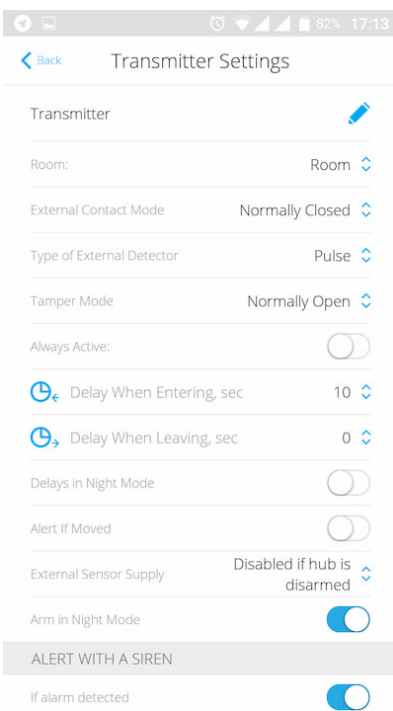 82% 17:13
Back Transmitter Settings
Transmitter
Room: Room
External Contact Mode Normally Closed
Type of External Detector Pulse
Tamper Mode Normally Open
Always Active:
Delay When Entering, sec 10
Delay When Leaving, sec 0
Delays in Night Mode
Alert If Moved
External Sensor Supply Disabled if hub is
disarmed
Arm in Night Mode
ALERT WITH A SIREN
If alarm detected